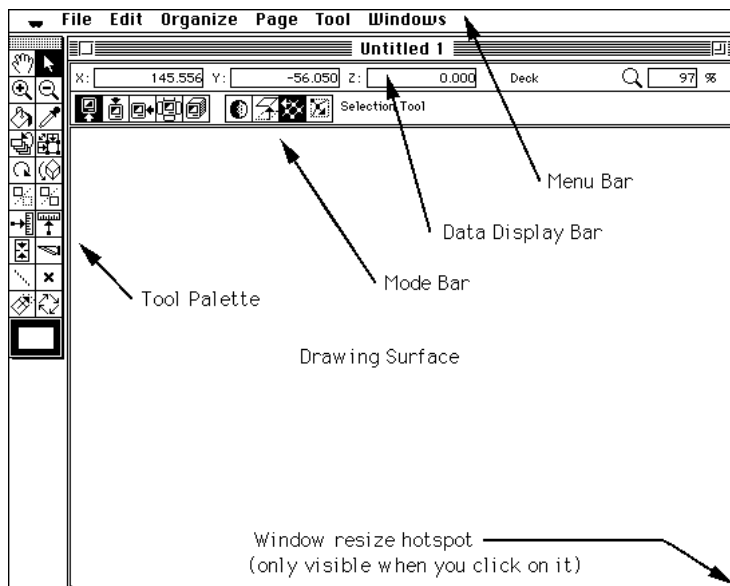 File Edit Organize Page Tool Windows
Untitled 1
X: 145.556 Y: -56.050 Z: 0.000 Deck 97 %
Selection Tool
Menu Bar
Data Display Bar
Mode Bar
Tool Palette
Drawing Surface
Window resize hotspot
(only visible when you click on it)